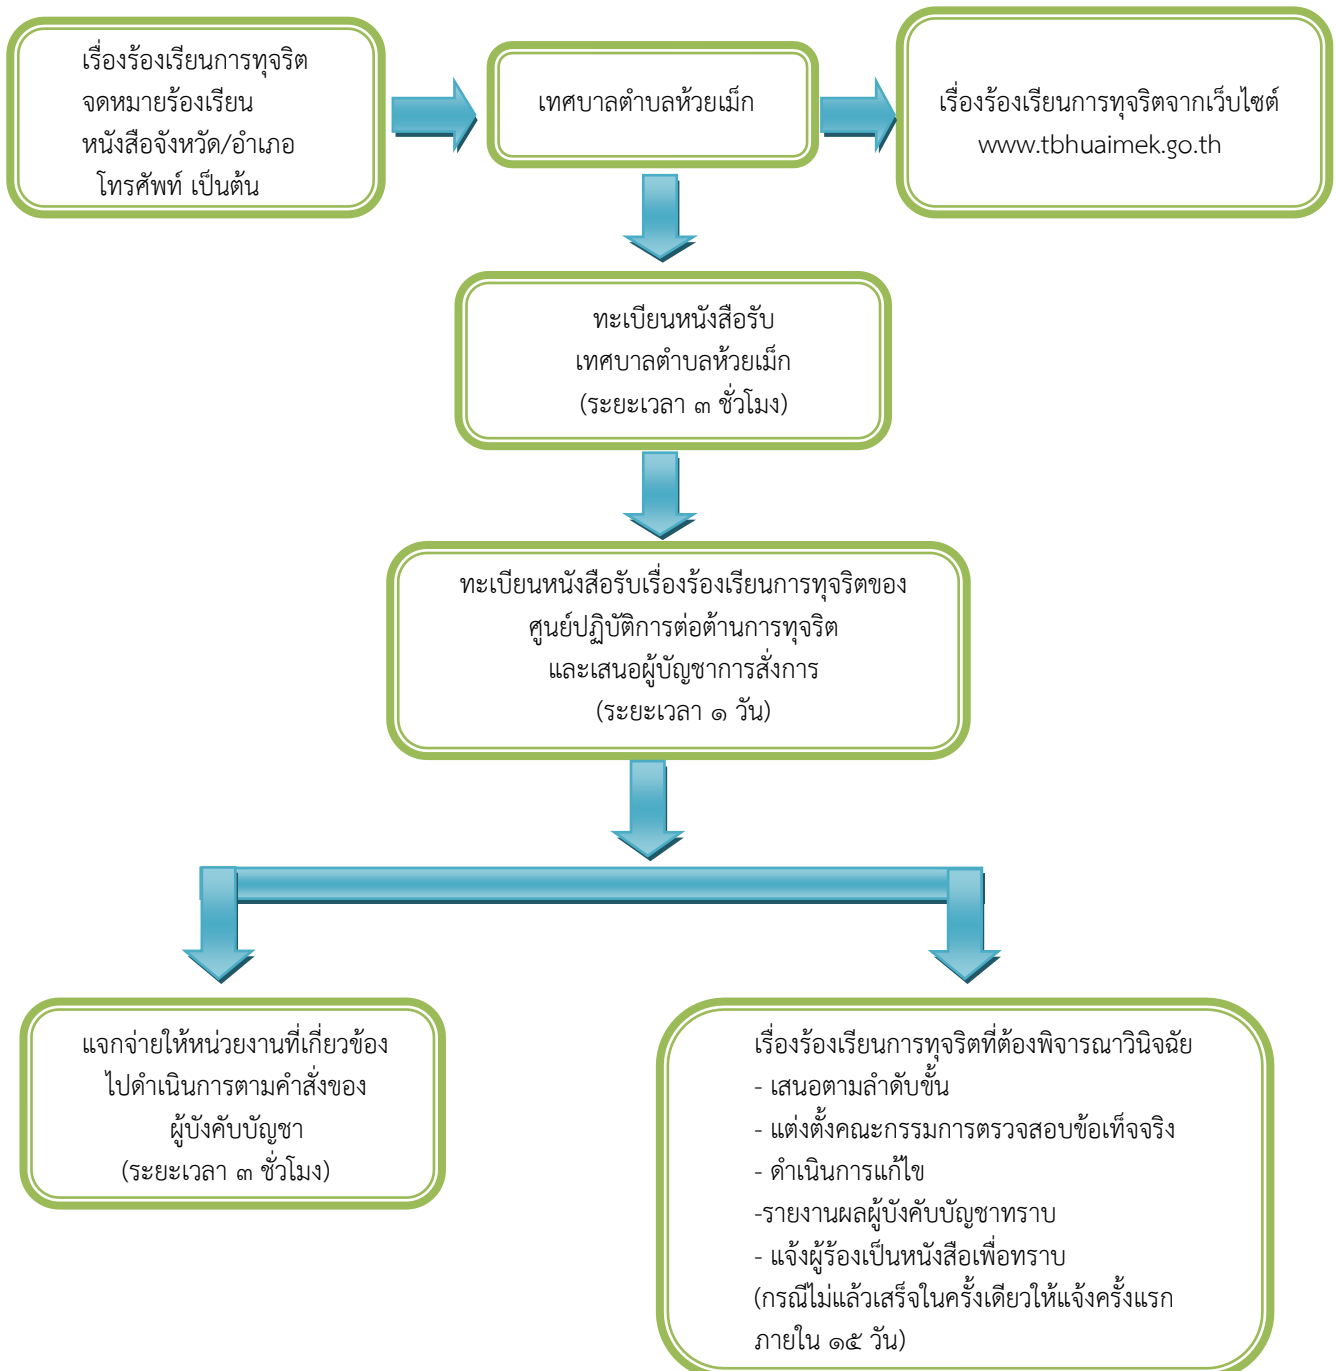 เรื่องร้องเรียนการทุจริต
จดหมายร้องเรียน
หนังสือจังหวัด/อำเภอ
โทรศัพท์ เป็นต้น
เทศบาลตำบลห้วยเม็ก
เรื่องร้องเรียนการทุจริตจากเว็บไซต์
www.tbhuaimek.go.th
ทะเบียนหนังสือรับ
เทศบาลตำบลห้วยเม็ก
(ระยะเวลา ๓ ชั่วโมง)
ทะเบียนหนังสือรับเรื่องร้องเรียนการทุจริตของ
ศูนย์ปฏิบัติการต่อต้านการทุจริต
และเสนอผู้บัญชาการสั่งการ
(ระยะเวลา ๑ วัน)
แจกจ่ายให้หน่วยงานที่เกี่ยวข้อง
ไปดำเนินการตามคำสั่งของ
ผู้บังคับบัญชา
(ระยะเวลา ๓ ชั่วโมง)
เรื่องร้องเรียนการทุจริตที่ต้องพิจารณาวินิจฉัย
- เสนอตามลำดับขั้น
- แต่งตั้งคณะกรรมการตรวจสอบข้อเท็จจริง
- ดำเนินการแก้ไข
-รายงานผลผู้บังคับบัญชาทราบ
- แจ้งผู้ร้องเป็นหนังสือเพื่อทราบ
(กรณีไม่แล้วเสร็จในครั้งเดียวให้แจ้งครั้งแรก
ภายใน ๑๕ วัน)